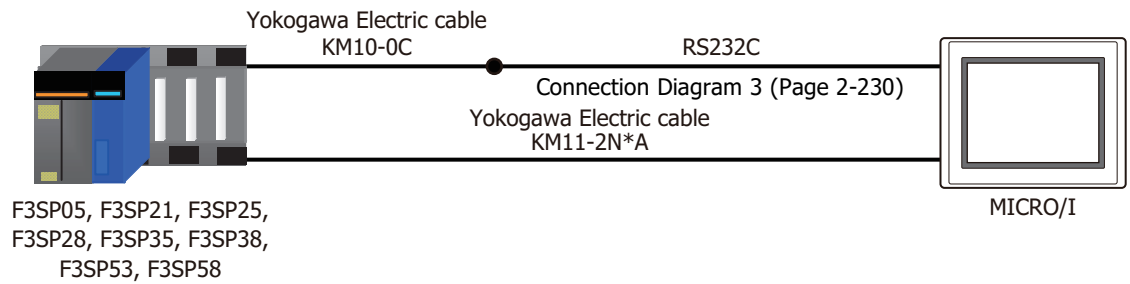 Yokogawa Electric cable
KM10-0C
RS232C
Connection Diagram 3 (Page 2-230)
Yokogawa Electric cable
KM11-2N*A
F3SP05, F3SP21, F3SP25,
F3SP28, F3SP35, F3SP38,
F3SP53, F3SP58
MICRO/I